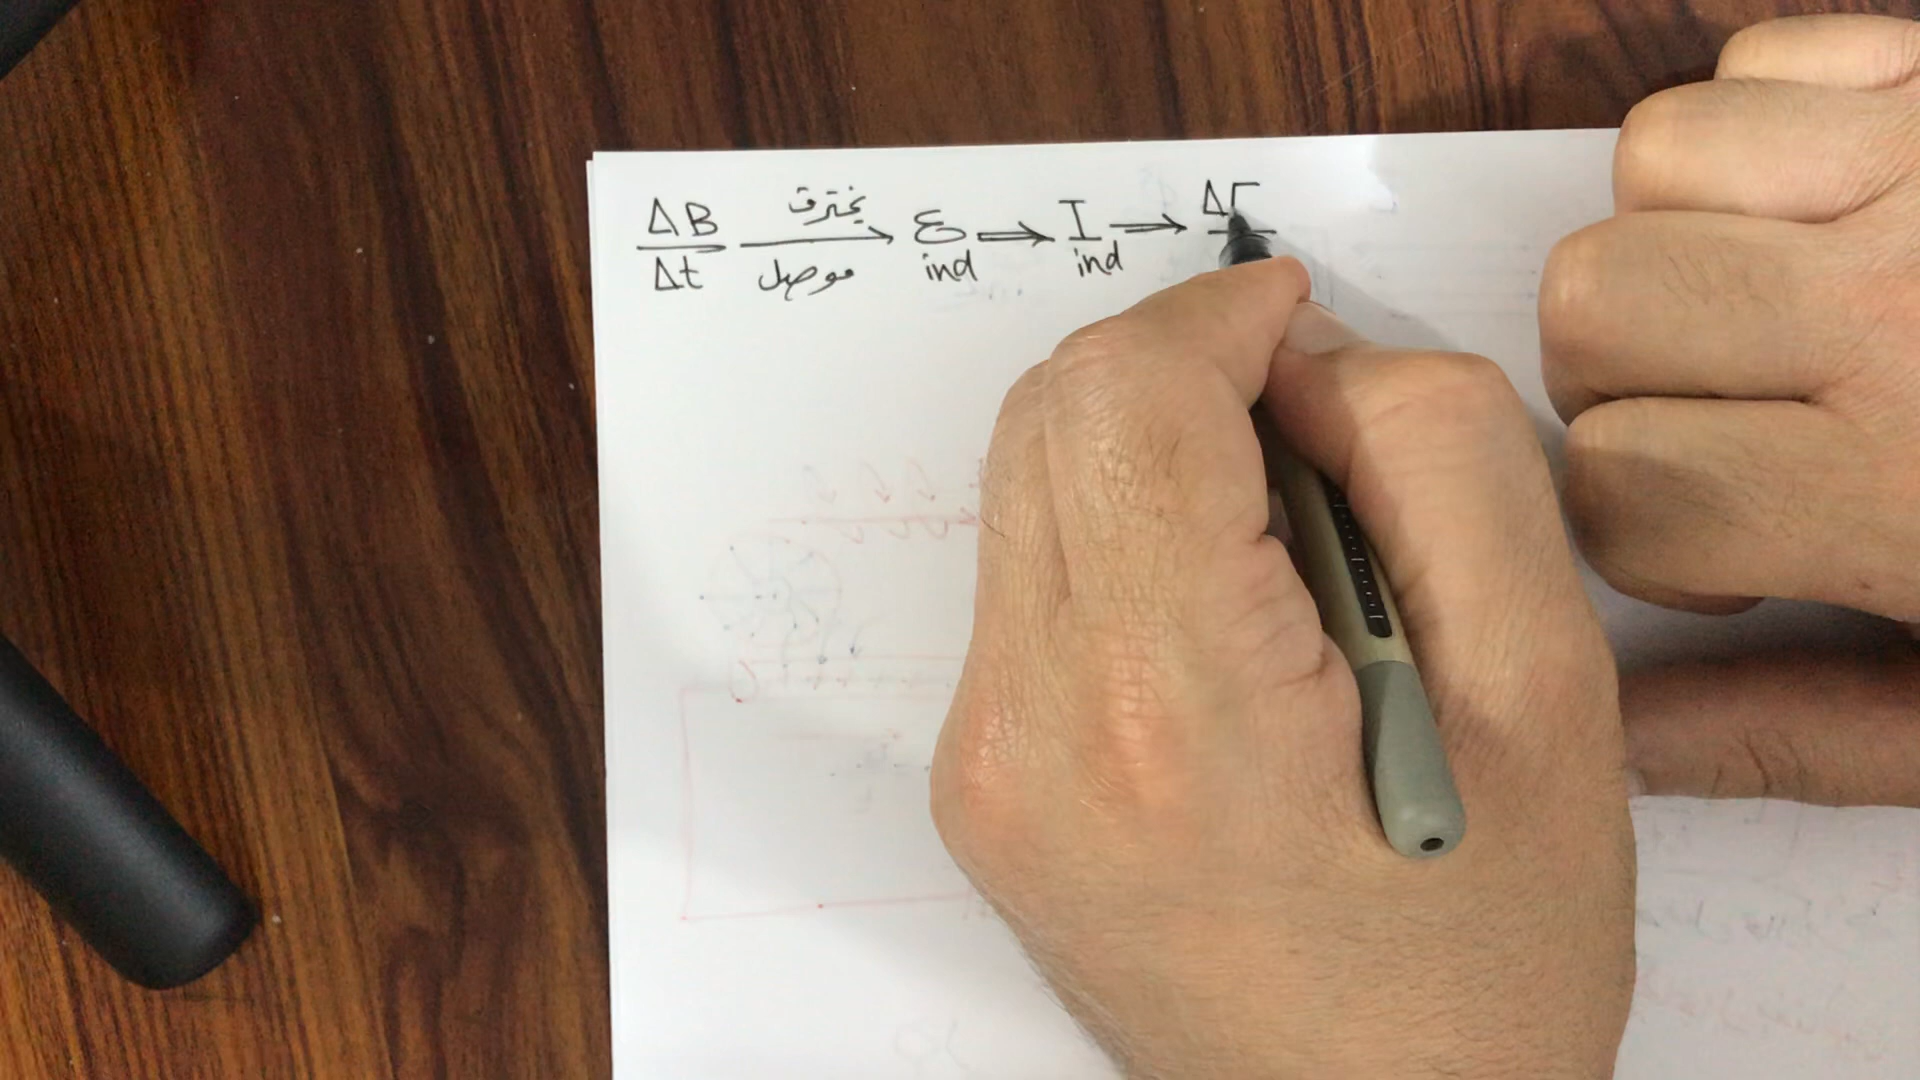 ΔB/Δt يخترق موصل → ε ind ⇒ I ind ⇒ Δ